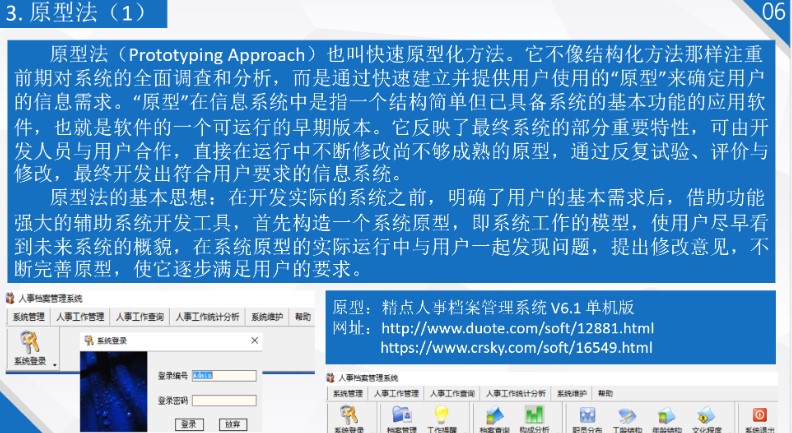 3. 原型法（1）
06
原型法（Prototyping Approach）也叫快速原型化方法。它不像结构化方法那样注重
前期对系统的全面调查和分析，而是通过快速建立并提供用户使用的“原型”来确定用户
的信息需求。“原型”在信息系统中是指一个结构简单但已具备系统的基本功能的应用软
件，也就是软件的一个可运行的早期版本。它反映了最终系统的部分重要特性，可由开
发人员与用户合作，直接在运行中不断修改尚不够成熟的原型，通过反复试验、评价与
修改，最终开发出符合用户要求的信息系统。
原型法的基本思想：在开发实际的系统之前，明确了用户的基本需求后，借助功能
强大的辅助系统开发工具，首先构造一个系统原型，即系统工作的模型，使用户尽早看
到未来系统的概貌，在系统原型的实际运行中与用户一起发现问题，提出修改意见，不
断完善原型，使它逐步满足用户的要求。
人事档案管理系统
系统管理 人事工作管理 人事工作查询 人事工作统计分析 系统维护 帮助
系统登录
系统登录
登录编号
登录密码
登录 放弃
原型：精点人事档案管理系统 V6.1 单机版
网址：http://www.duote.com/soft/12881.html
https://www.crsky.com/soft/16549.html
人事档案管理系统
系统管理 人事工作管理 人事工作查询 人事工作统计分析 系统维护 帮助
系统登录 档案管理 工作提醒 档案查询 构成分析 职员分布 工龄结构 年龄结构 文化程度 系统退出